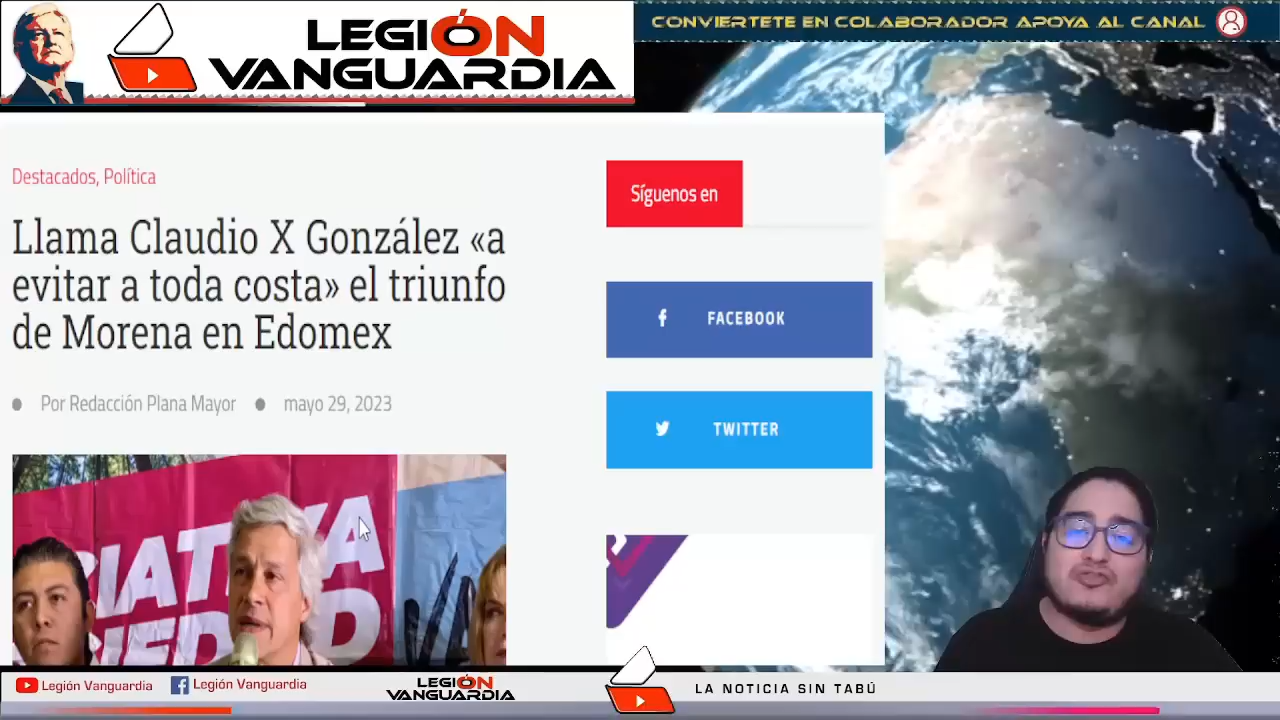 LEGIÓN
VANGUARDIA
CONVIERTETE EN COLABORADOR APOYA AL CANAL
Destacados, Política
Llama Claudio X González «a
evitar a toda costa» el triunfo
de Morena en Edomex
Por Redacción Plana Mayor
mayo 29, 2023
Síguenos en
FACEBOOK
TWITTER
Legión Vanguardia
Legión Vanguardia
LEGIÓN
VANGUARDIA
LA NOTICIA SIN TABÚ